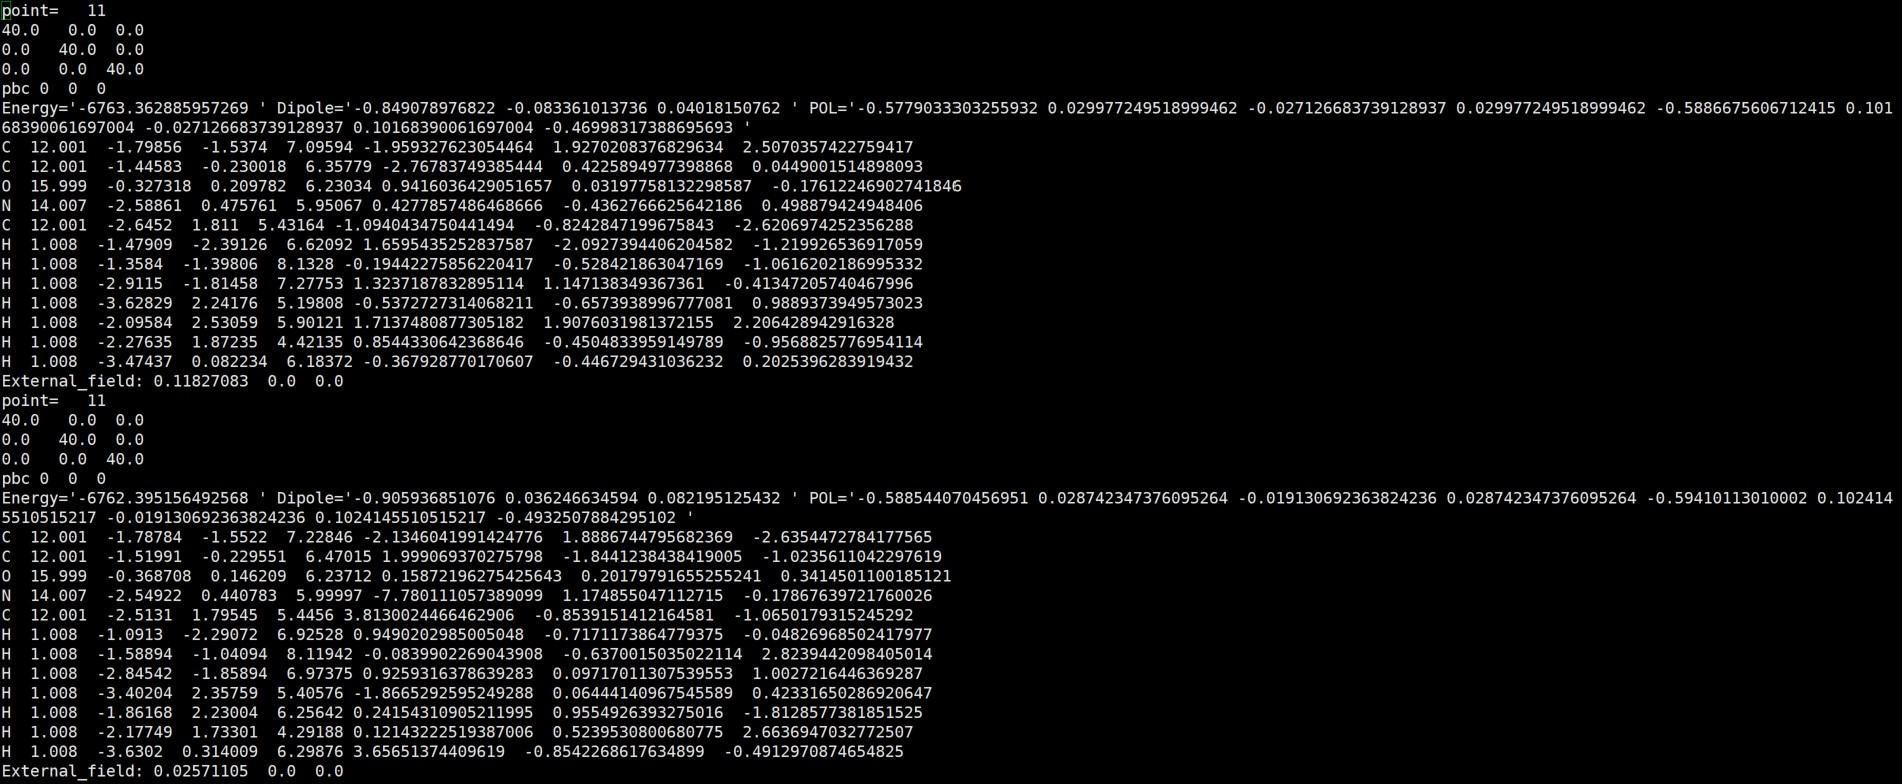 point=   11
40.0   0.0  0.0
0.0   40.0  0.0
0.0   0.0  40.0
pbc 0  0  0
Energy='-6763.362885957269 ' Dipole='-0.849078976822 -0.083361013736 0.04018150762 ' POL='-0.5779033303255932 0.029977249518999462 -0.027126683739128937 0.029977249518999462 -0.5886675606712415 0.101
68390061697004 -0.027126683739128937 0.10168390061697004 -0.46998317388695693 '
C  12.001  -1.79856  -1.5374  7.09594 -1.959327623054464  1.9270208376829634  2.5070357422759417
C  12.001  -1.44583  -0.230018  6.35779 -2.76783749385444  0.4225894977398868  0.0449001514898093
O  15.999  -0.327318  0.209782  6.23034 0.9416036429051657  0.03197758132298587  -0.17612246902741846
N  14.007  -2.58861  0.475761  5.95067 0.4277857486468666  -0.4362766625642186  0.498879424948406
C  12.001  -2.6452  1.811  5.43164 -1.0940434750441494  -0.8242847199675843  -2.6206974252356288
H  1.008  -1.47909  -2.39126  6.62092 1.6595435252837587  -2.0927394406204582  -1.219926536917059
H  1.008  -1.3584  -1.39806  8.1328 -0.19442275856220417  -0.528421863047169  -1.0616202186995332
H  1.008  -2.9115  -1.81458  7.27753 1.3237187832895114  1.147138349367361  -0.41347205740467996
H  1.008  -3.62829  2.24176  5.19808 -0.5372727314068211  -0.6573938996777081  0.9889373949573023
H  1.008  -2.09584  2.53059  5.90121 1.7137480877305182  1.9076031981372155  2.206428942916328
H  1.008  -2.27635  1.87235  4.42135 0.8544330642368646  -0.4504833959149789  -0.9568825776954114
H  1.008  -3.47437  0.082234  6.18372 -0.367928770170607  -0.446729431036232  0.2025396283919432
External_field: 0.11827083  0.0  0.0
point=   11
40.0   0.0  0.0
0.0   40.0  0.0
0.0   0.0  40.0
pbc 0  0  0
Energy='-6762.395156492568 ' Dipole='-0.905936851076 0.036246634594 0.082195125432 ' POL='-0.588544070456951 0.028742347376095264 -0.019130692363824236 0.028742347376095264 -0.59410113010002 0.102414
5510515217 -0.019130692363824236 0.1024145510515217 -0.4932507884295102 '
C  12.001  -1.78784  -1.5522  7.22846 -2.1346041991424776  1.8886744795682369  -2.6354472784177565
C  12.001  -1.51991  -0.229551  6.47015 1.999069370275798  -1.8441238438419005  -1.0235611042297619
O  15.999  -0.368708  0.146209  6.23712 0.15872196275425643  0.20179791655255241  0.3414501100185121
N  14.007  -2.54922  0.440783  5.99997 -7.780111057389099  1.174855047112715  -0.17867639721760026
C  12.001  -2.5131  1.79545  5.4456 3.8130024466462906  -0.8539151412164581  -1.0650179315245292
H  1.008  -1.0913  -2.29072  6.92528 0.9490202985005048  -0.7171173864779375  -0.04826968502417977
H  1.008  -1.58894  -1.04094  8.11942 -0.0839902269043908  -0.6370015035022114  2.8239442098405014
H  1.008  -2.84542  -1.85894  6.97375 0.9259316378639283  0.09717011307539553  1.0027216446369287
H  1.008  -3.40204  2.35759  5.40576 -1.8665292595249288  0.06444140967545589  0.42331650286920647
H  1.008  -1.86168  2.23004  6.25642 0.241543109052​11995  0.9554926393275016  -1.8128577381851525
H  1.008  -2.17749  1.73301  4.29188 0.12143222519387006  0.5239530800680775  2.6636947032772507
H  1.008  -3.6302  0.314009  6.29876 3.65651374409619  -0.8542268617634899  -0.4912970874654825
External_field: 0.02571105  0.0  0.0